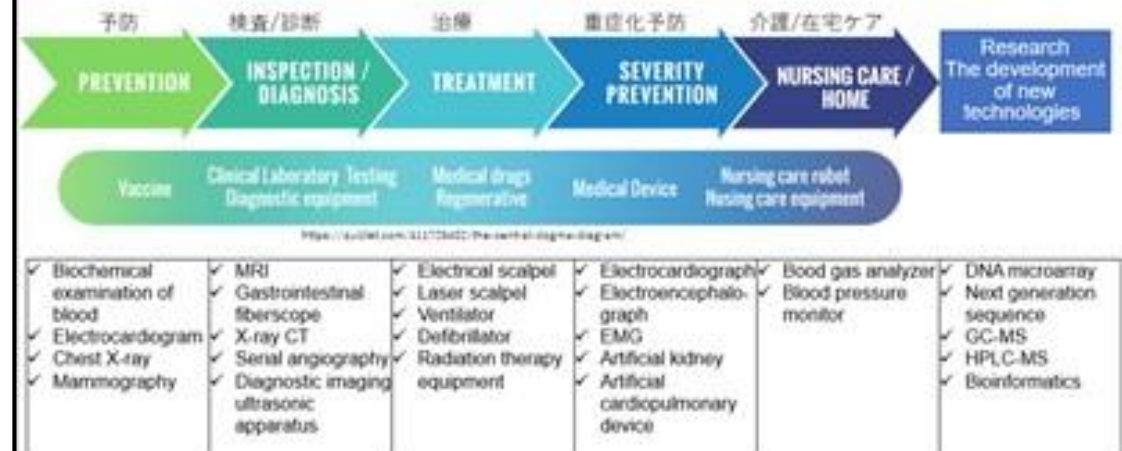 予防
検査/診断
治療
重症化予防
介護/在宅ケア
PREVENTION
INSPECTION /
DIAGNOSIS
TREATMENT
SEVERITY
PREVENTION
NURSING CARE /
HOME
Research
The development
of new
technologies
Vaccine
Clinical Laboratory Testing
Diagnostic equipment
Medical drugs
Regenerative
Medical Device
Nursing care robot
Nusing care equipment
✓ Biochemical
examination of
blood
✓ Electrocardiogram
✓ Chest X-ray
✓ Mammography
✓ MRI
✓ Gastrointestinal
fiberscope
✓ X-ray CT
✓ Serial angiography
✓ Diagnostic imaging
ultrasonic
apparatus
✓ Electrical scalpel
✓ Laser scalpel
✓ Ventilator
✓ Defibrillator
✓ Radiation therapy
equipment
✓ Electrocardiograph
✓ Electroencephalo-
graph
✓ EMG
✓ Artificial kidney
✓ Artificial
cardiopulmonary
device
✓ Bood gas analyzer
✓ Blood pressure
monitor
✓ DNA microarray
✓ Next generation
sequence
✓ GC-MS
✓ HPLC-MS
✓ Bioinformatics